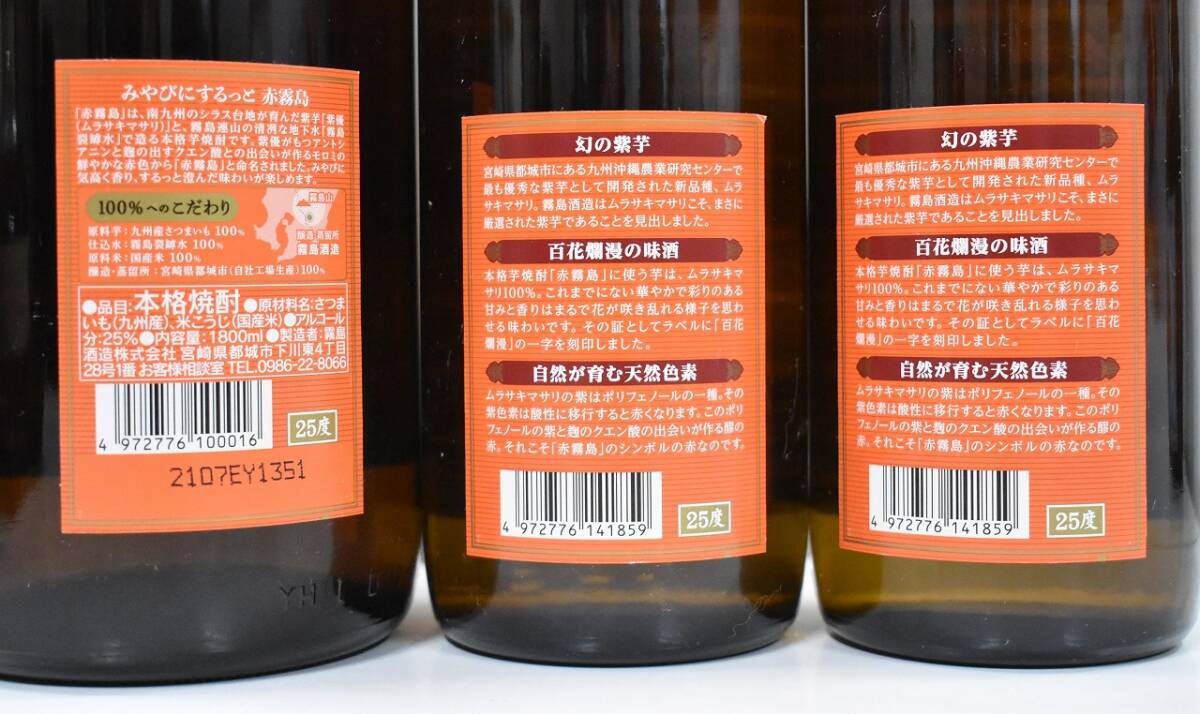 みやびにするっと 赤霧島
「赤霧島」は、南九州のシラス台地が育んだ紫芋「紫優
(ムラサキマサリ)」と、霧島連山の清冽な地下水「霧島
裂罅水」で造る本格芋焼酎です。紫優がもつアントシ
アニンと麹の出すクエン酸との出会いが作るモロミの
鮮やかな赤色から「赤霧島」と命名されました。みやびに
気高く香り、するっと澄んだ味わいが楽しめます。
100%へのこだわり
霧島山
醸造・蒸留所
霧島酒造
原料芋:九州産さつまいも 100%
仕込水:霧島裂罅水 100%
原料米:国産米 100%
醸造・蒸留所:宮崎県都城市(自社工場生産)100%
●品目:本格焼酎●原材料名:さつま
いも(九州産)、米こうじ(国産米)●アルコール
分:25%●内容量:1800ml●製造者:霧島
酒造株式会社 宮崎県都城市下川東4丁目
28号1番 お客様相談室 TEL.0986-22-8066
4 972776 100016
25度
2107EY1351
YH
幻の紫芋
宮崎県都城市にある九州沖縄農業研究センターで
最も優秀な紫芋として開発された新品種、ムラ
サキマサリ。霧島酒造はムラサキマサリこそ、まさに
厳選された紫芋であることを見出しました。
百花爛漫の味酒
本格芋焼酎「赤霧島」に使う芋は、ムラサキマ
サリ100%。これまでにない華やかで彩りのある
甘みと香りはまるで花が咲き乱れる様子を思わ
せる味わいです。その証としてラベルに「百花
爛漫」の一字を刻印しました。
自然が育む天然色素
ムラサキマサリの紫はポリフェノールの一種。その
紫色素は酸性に移行すると赤くなります。このポリ
フェノールの紫と麹のクエン酸の出会いが作る醪の
赤。それこそ「赤霧島」のシンボルの赤なのです。
4 972776 141859
25度
幻の紫芋
宮崎県都城市にある九州沖縄農業研究センターで
最も優秀な紫芋として開発された新品種、ムラ
サキマサリ。霧島酒造はムラサキマサリこそ、まさに
厳選された紫芋であることを見出しました。
百花爛漫の味酒
本格芋焼酎「赤霧島」に使う芋は、ムラサキマ
サリ100%。これまでにない華やかで彩りのある
甘みと香りはまるで花が咲き乱れる様子を思わ
せる味わいです。その証としてラベルに「百花
爛漫」の一字を刻印しました。
自然が育む天然色素
ムラサキマサリの紫はポリフェノールの一種。その
紫色素は酸性に移行すると赤くなります。このポリ
フェノールの紫と麹のクエン酸の出会いが作る醪の
赤。それこそ「赤霧島」のシンボルの赤なのです。
4 972776 141859
25度